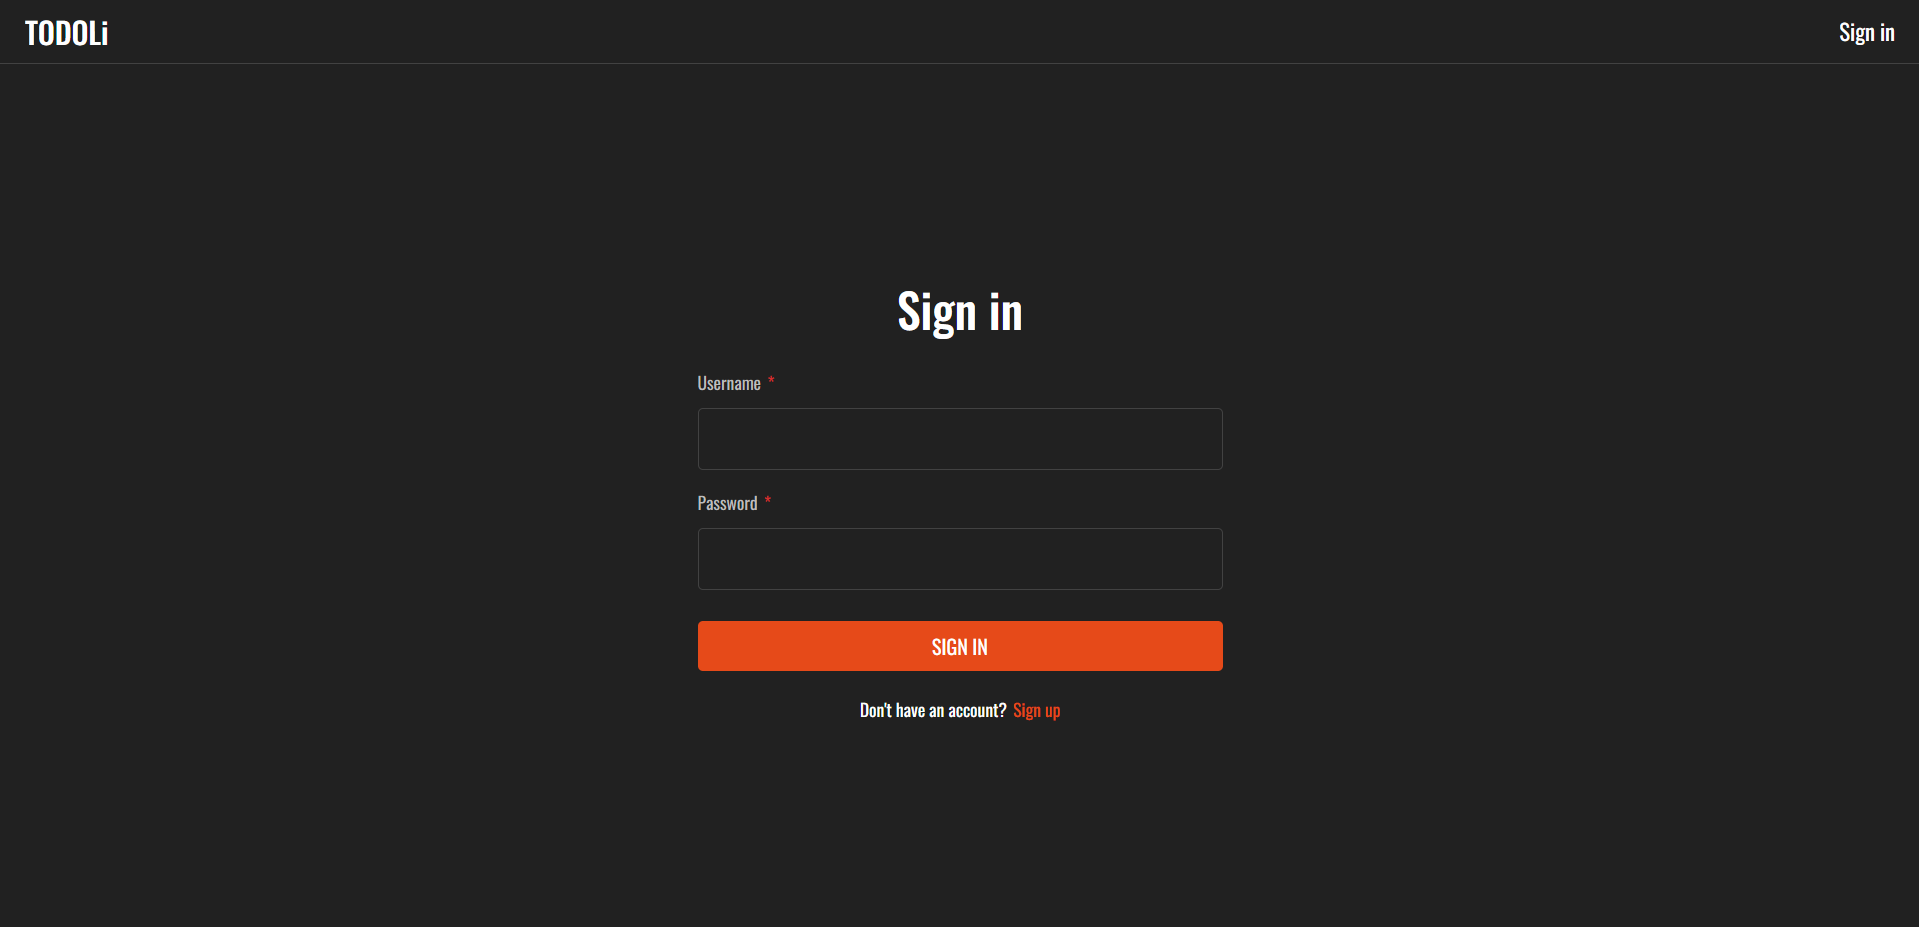 TODOLi
Sign in
Sign in
Username *
Password *
SIGN IN
Don't have an account? Sign up